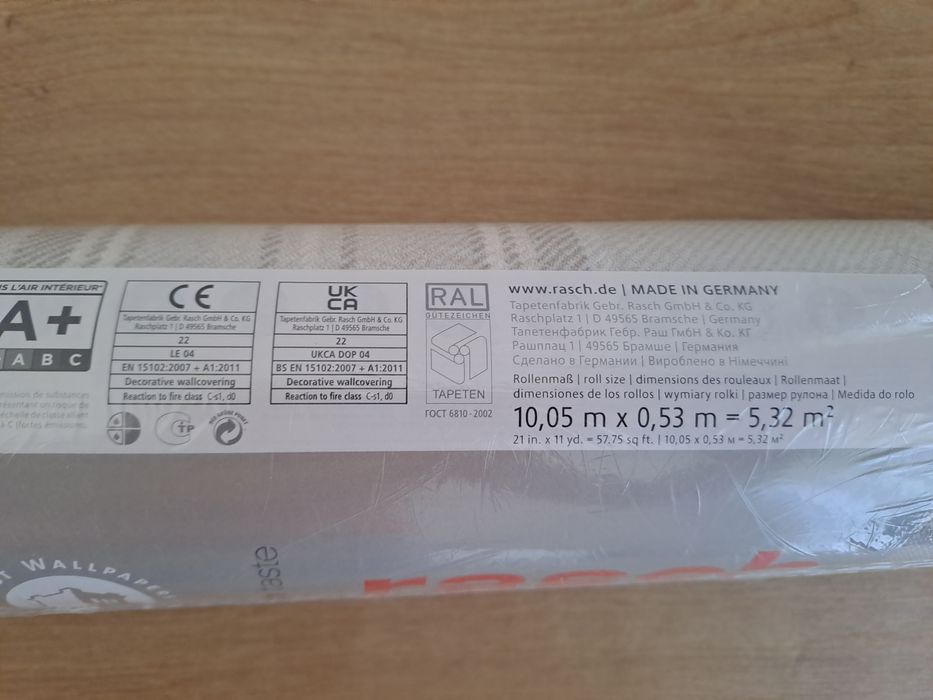 S L'AIR INTÉRIEUR*
A+
A B C
CE
Tapetenfabrik Gebr. Rasch GmbH & Co. KG
Raschplatz 1 | D 49565 Bramsche
22
LE 04
EN 15102:2007 + A1:2011
Decorative wallcovering
Reaction to fire class C-s1, d0
UK
CA
Tapetenfabrik Gebr. Rasch GmbH & Co. KG
Raschplatz 1 | D 49565 Bramsche
22
UKCA DOP 04
BS EN 15102:2007 + A1:2011
Decorative wallcovering
Reaction to fire class C-s1, d0
RAL
GÜTEZEICHEN
TAPETEN
ГОСТ 6810 - 2002
www.rasch.de | MADE IN GERMANY
Tapetenfabrik Gebr. Rasch GmbH & Co. KG
Raschplatz 1 | D 49565 Bramsche | Germany
Тапетенфабрик Гебр. Раш ГмбН & Ко. КГ
Рашплац 1 | 49565 Брамше | Германия
Сделано в Германии | Вироблено в Німеччині
Rollenmaß | roll size | dimensions des rouleaux | Rollenmaat |
dimensiones de los rollos | wymiary rolki | размер рулона | Medida do rolo
10,05 m x 0,53 m = 5,32 m²
21 in. x 11 yd. = 57.75 sq ft. | 10,05 x 0,53 м = 5,32 м²
TP
WALLPAPER
aste
rasch